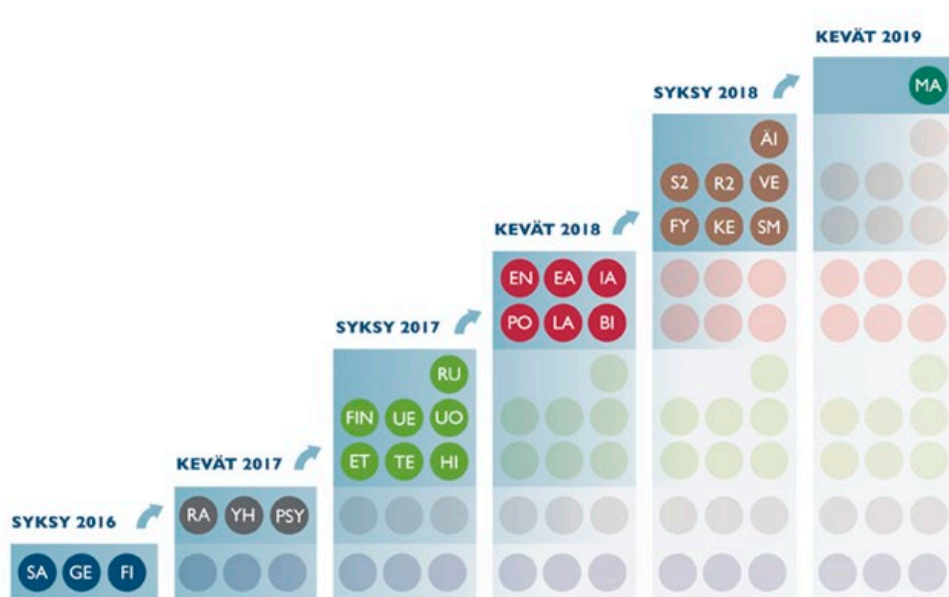 SYKSY 2016
SA GE FI
KEVÄT 2017
RA YH PSY
SYKSY 2017
RU
FIN UE UO
ET TE HI
KEVÄT 2018
EN EA IA
PO LA BI
SYKSY 2018
ÄI
S2 R2 VE
FY KE SM
KEVÄT 2019
MA